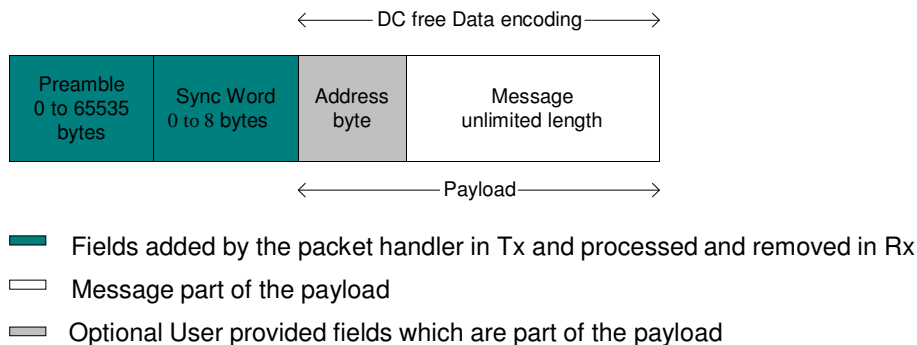 DC free Data encoding
Preamble
0 to 65535
bytes
Sync Word
0 to 8 bytes
Address
byte
Message
unlimited length
Payload
Fields added by the packet handler in Tx and processed and removed in Rx
Message part of the payload
Optional User provided fields which are part of the payload